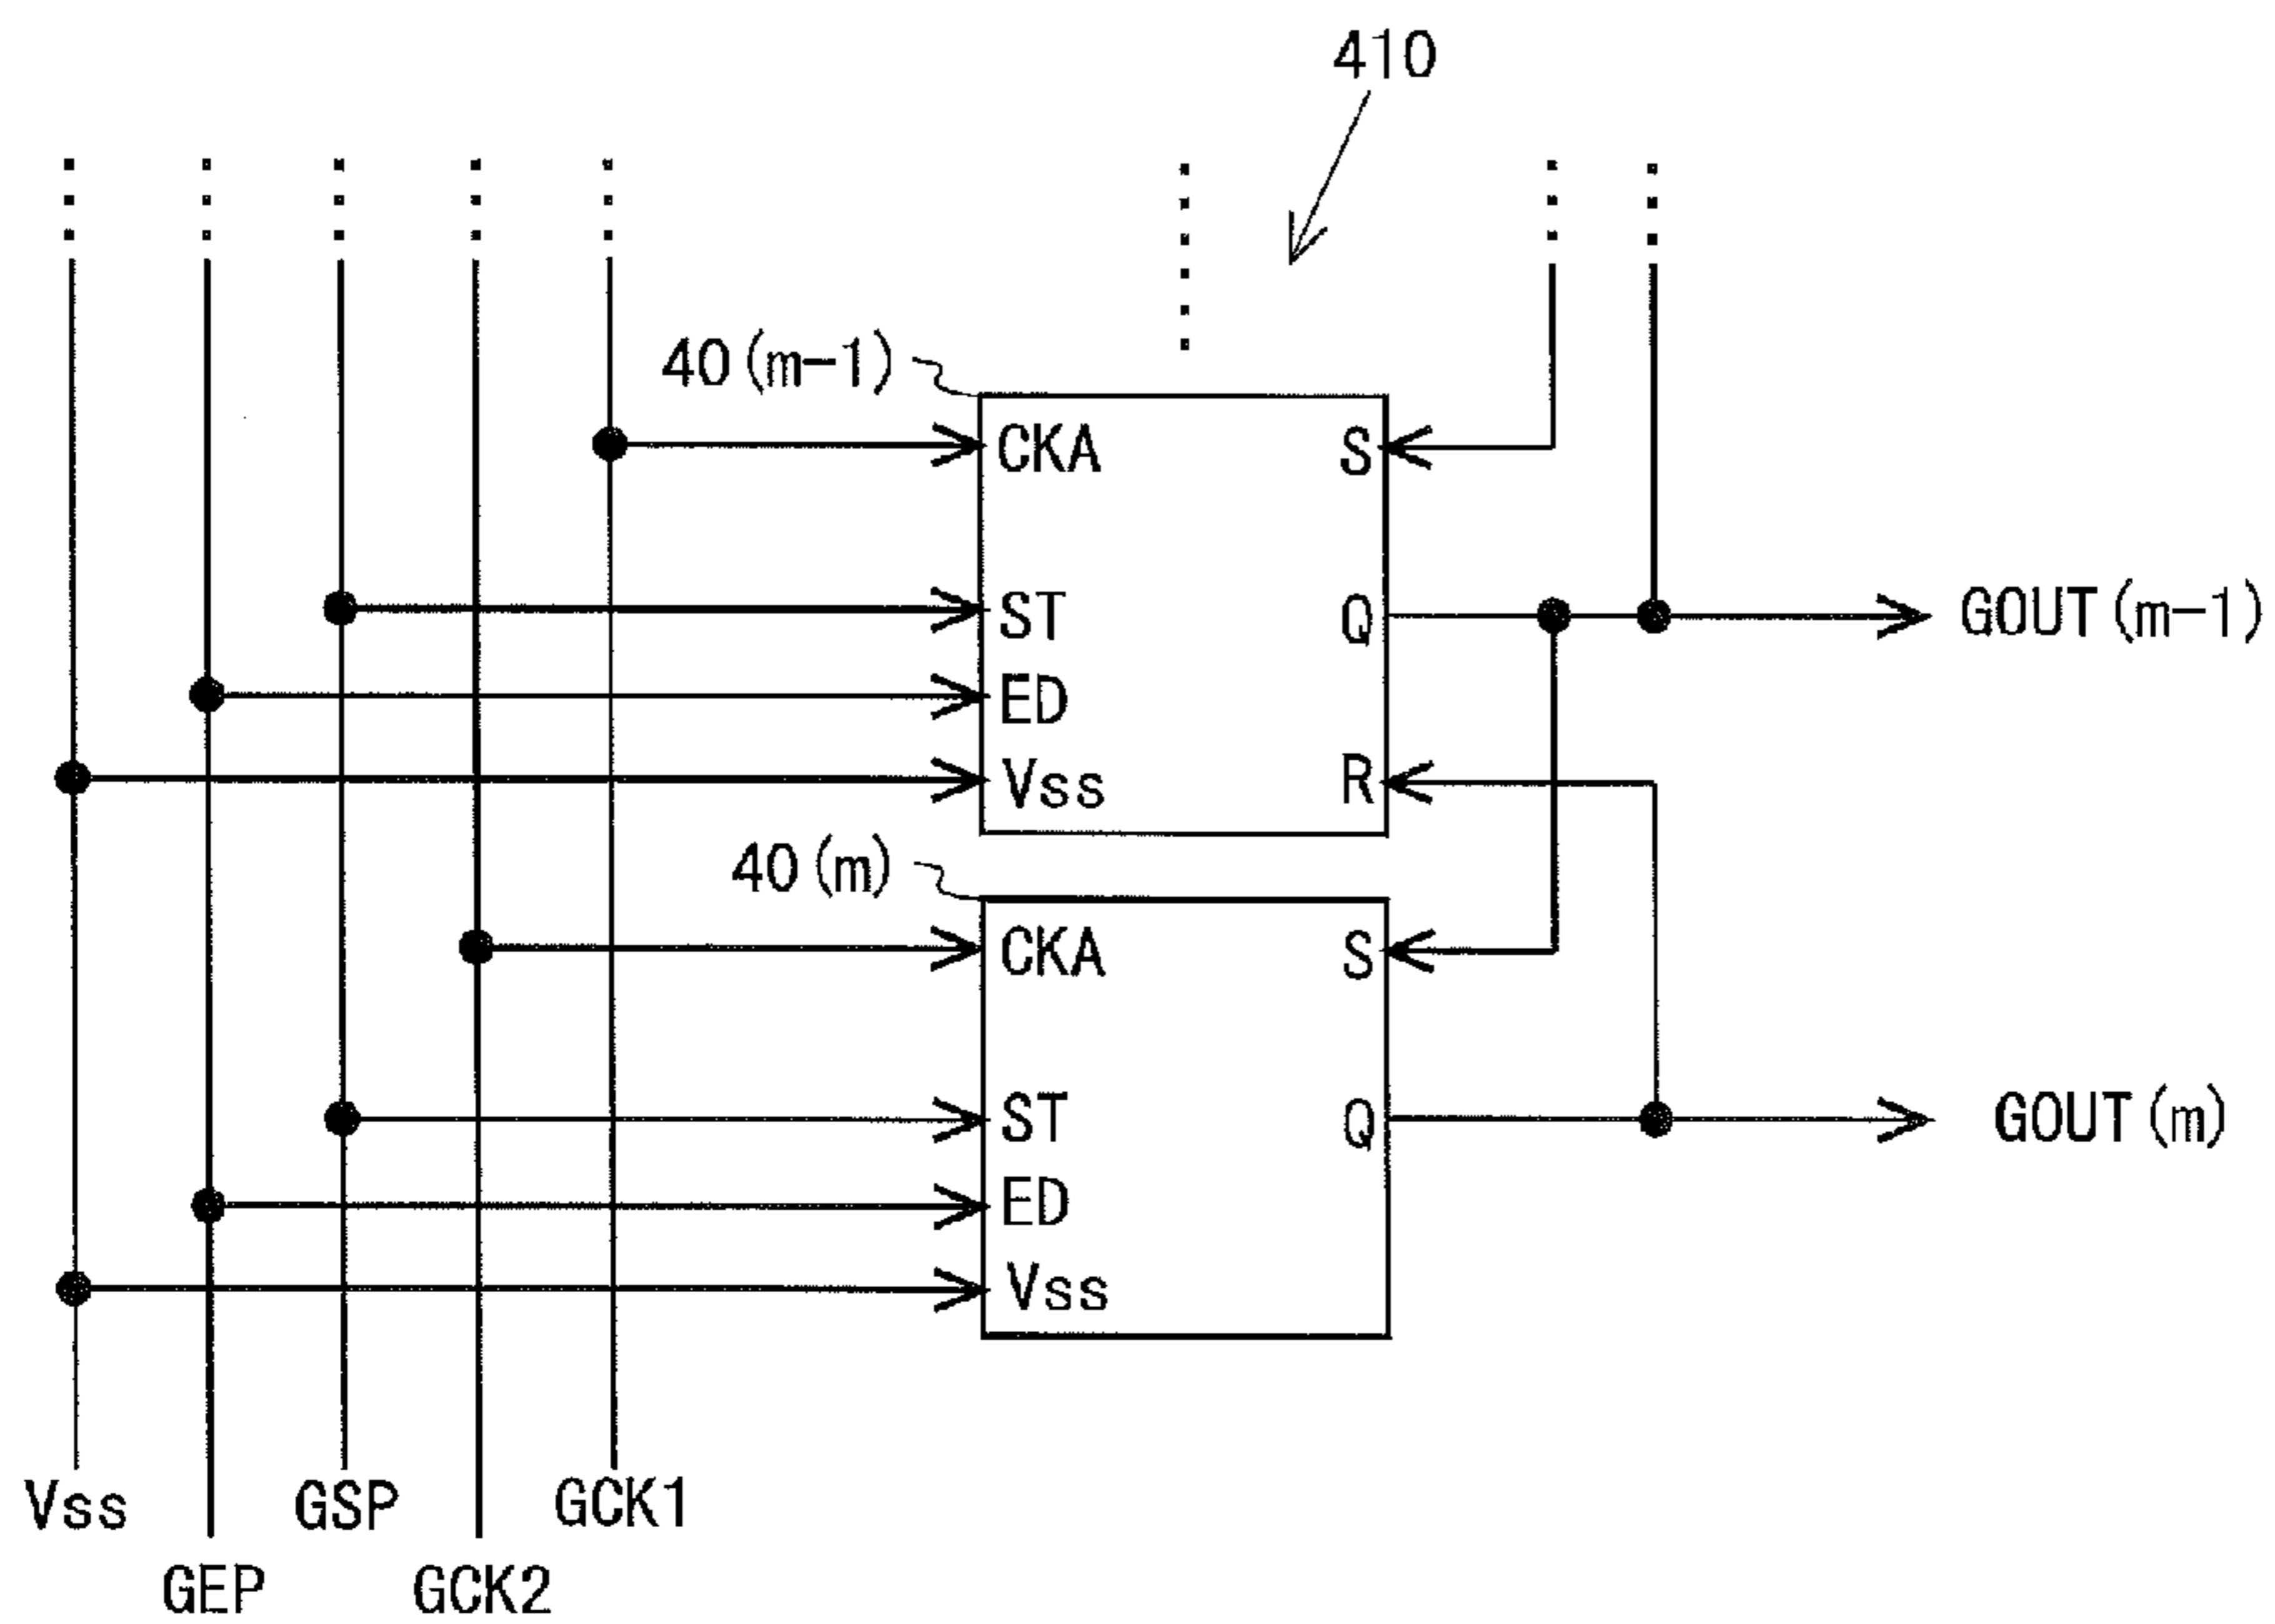 410
40(m-1)
CKA S
ST Q GOUT(m-1)
ED
Vss R
40(m)
CKA S
ST Q GOUT(m)
ED
Vss
Vss GSP GCK1
GEP GCK2